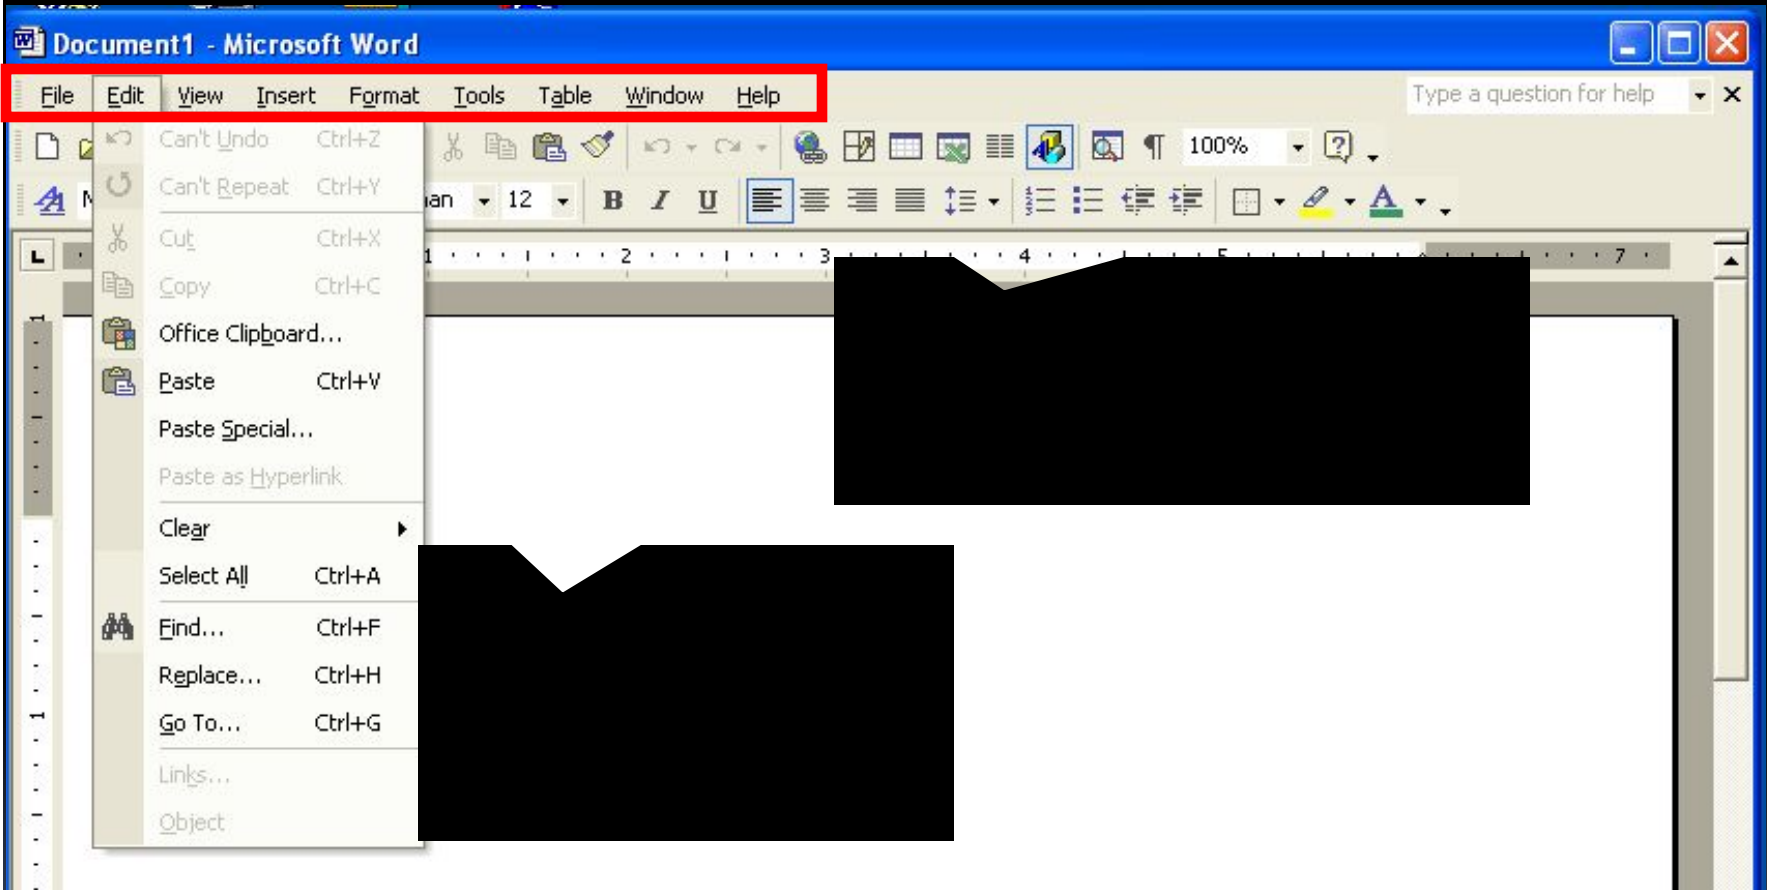 Document1 - Microsoft Word
File Edit View Insert Format Tools Table Window Help Type a question for help
100%
12
B I U A
1 2 3 4 5 7
Can't Undo Ctrl+Z
Can't Repeat Ctrl+Y
Cut Ctrl+X
Copy Ctrl+C
Office Clipboard...
Paste Ctrl+V
Paste Special...
Paste as Hyperlink
Clear
Select All Ctrl+A
Find... Ctrl+F
Replace... Ctrl+H
Go To... Ctrl+G
Links...
Object